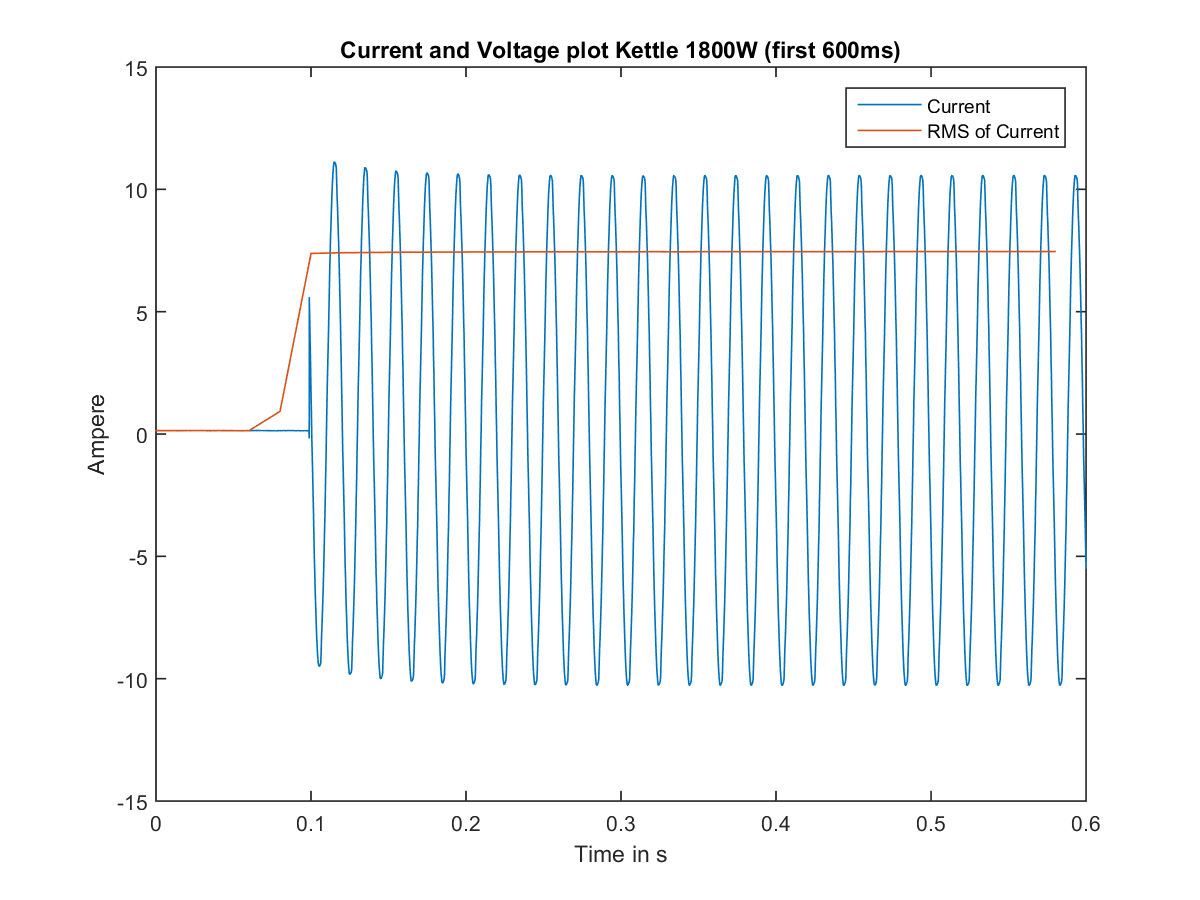 Current and Voltage plot Kettle 1800W (first 600ms)
Current
RMS of Current
15
10
5
0
-5
-10
-15
Ampere
0 0.1 0.2 0.3 0.4 0.5 0.6
Time in s